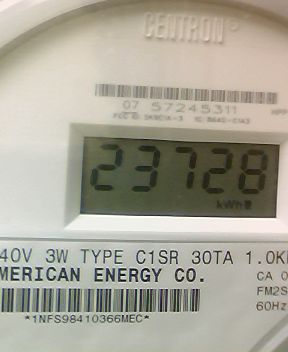 CENTRON®
07 57245311
23728
kWh
40V 3W TYPE C1SR 30TA 1.0K
MERICAN ENERGY CO.
CA 0
FM2S
60Hz
*1NFS98410366MEC*